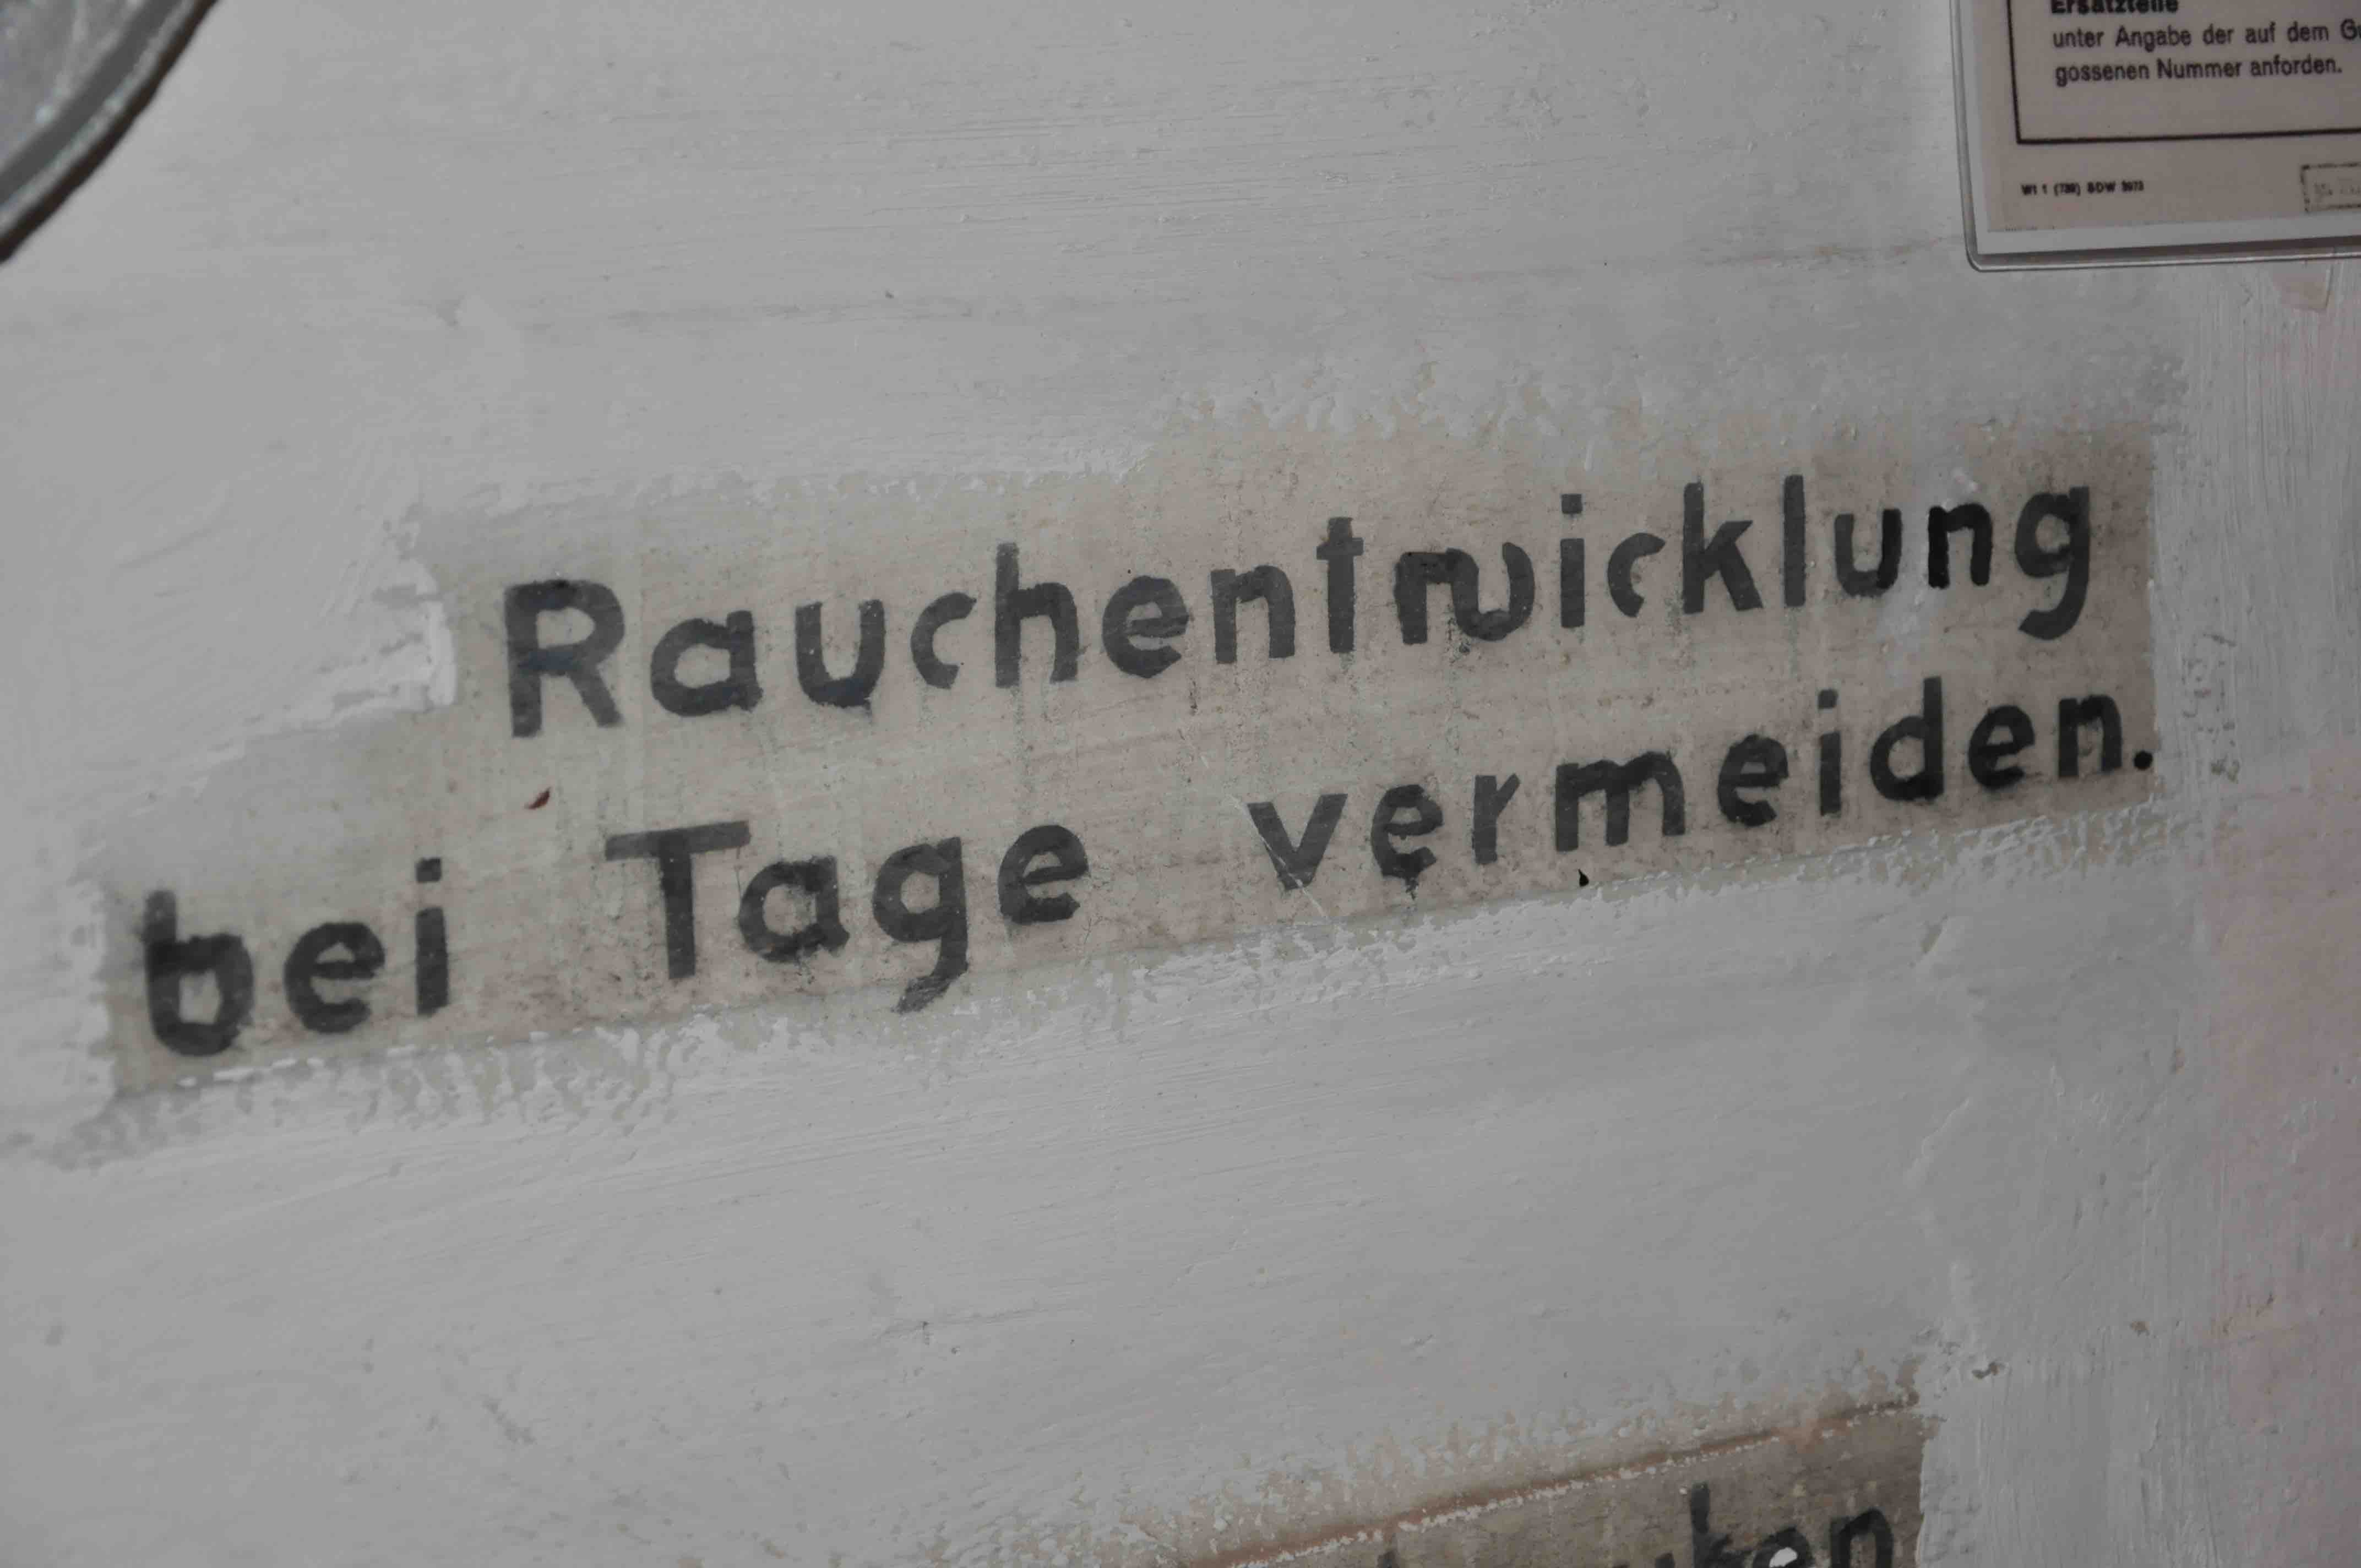 Ersatzteile
unter Angabe der auf dem
gossenen Nummer anforden.
Rauchentwicklung
bei Tage vermeiden.